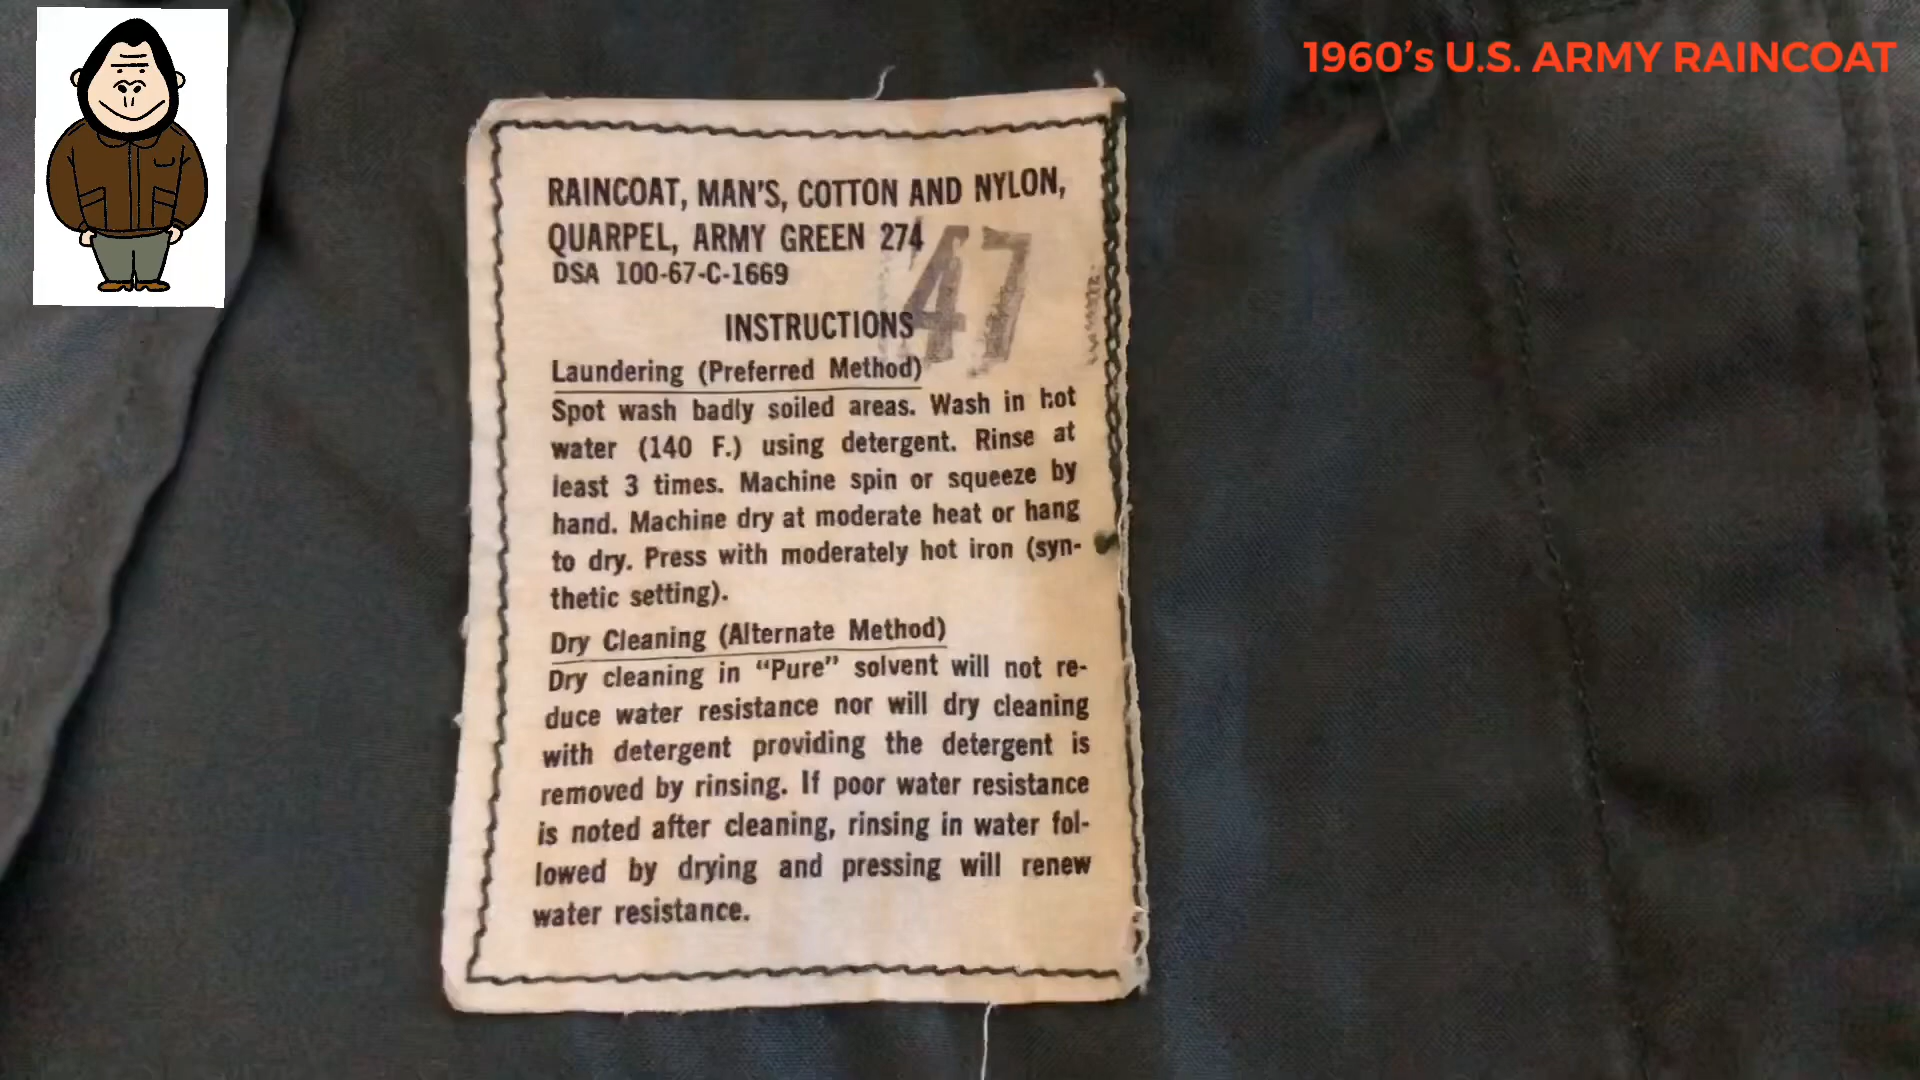 1960's U.S. ARMY RAINCOAT
RAINCOAT, MAN'S, COTTON AND NYLON,
QUARPEL, ARMY GREEN 274
DSA 100-67-C-1669
47
INSTRUCTIONS
Laundering (Preferred Method)
Spot wash badly soiled areas. Wash in hot
water (140 F.) using detergent. Rinse at
least 3 times. Machine spin or squeeze by
hand. Machine dry at moderate heat or hang
to dry. Press with moderately hot iron (syn-
thetic setting).
Dry Cleaning (Alternate Method)
Dry cleaning in "Pure" solvent will not re-
duce water resistance nor will dry cleaning
with detergent providing the detergent is
removed by rinsing. If poor water resistance
is noted after cleaning, rinsing in water fol-
lowed by drying and pressing will renew
water resistance.